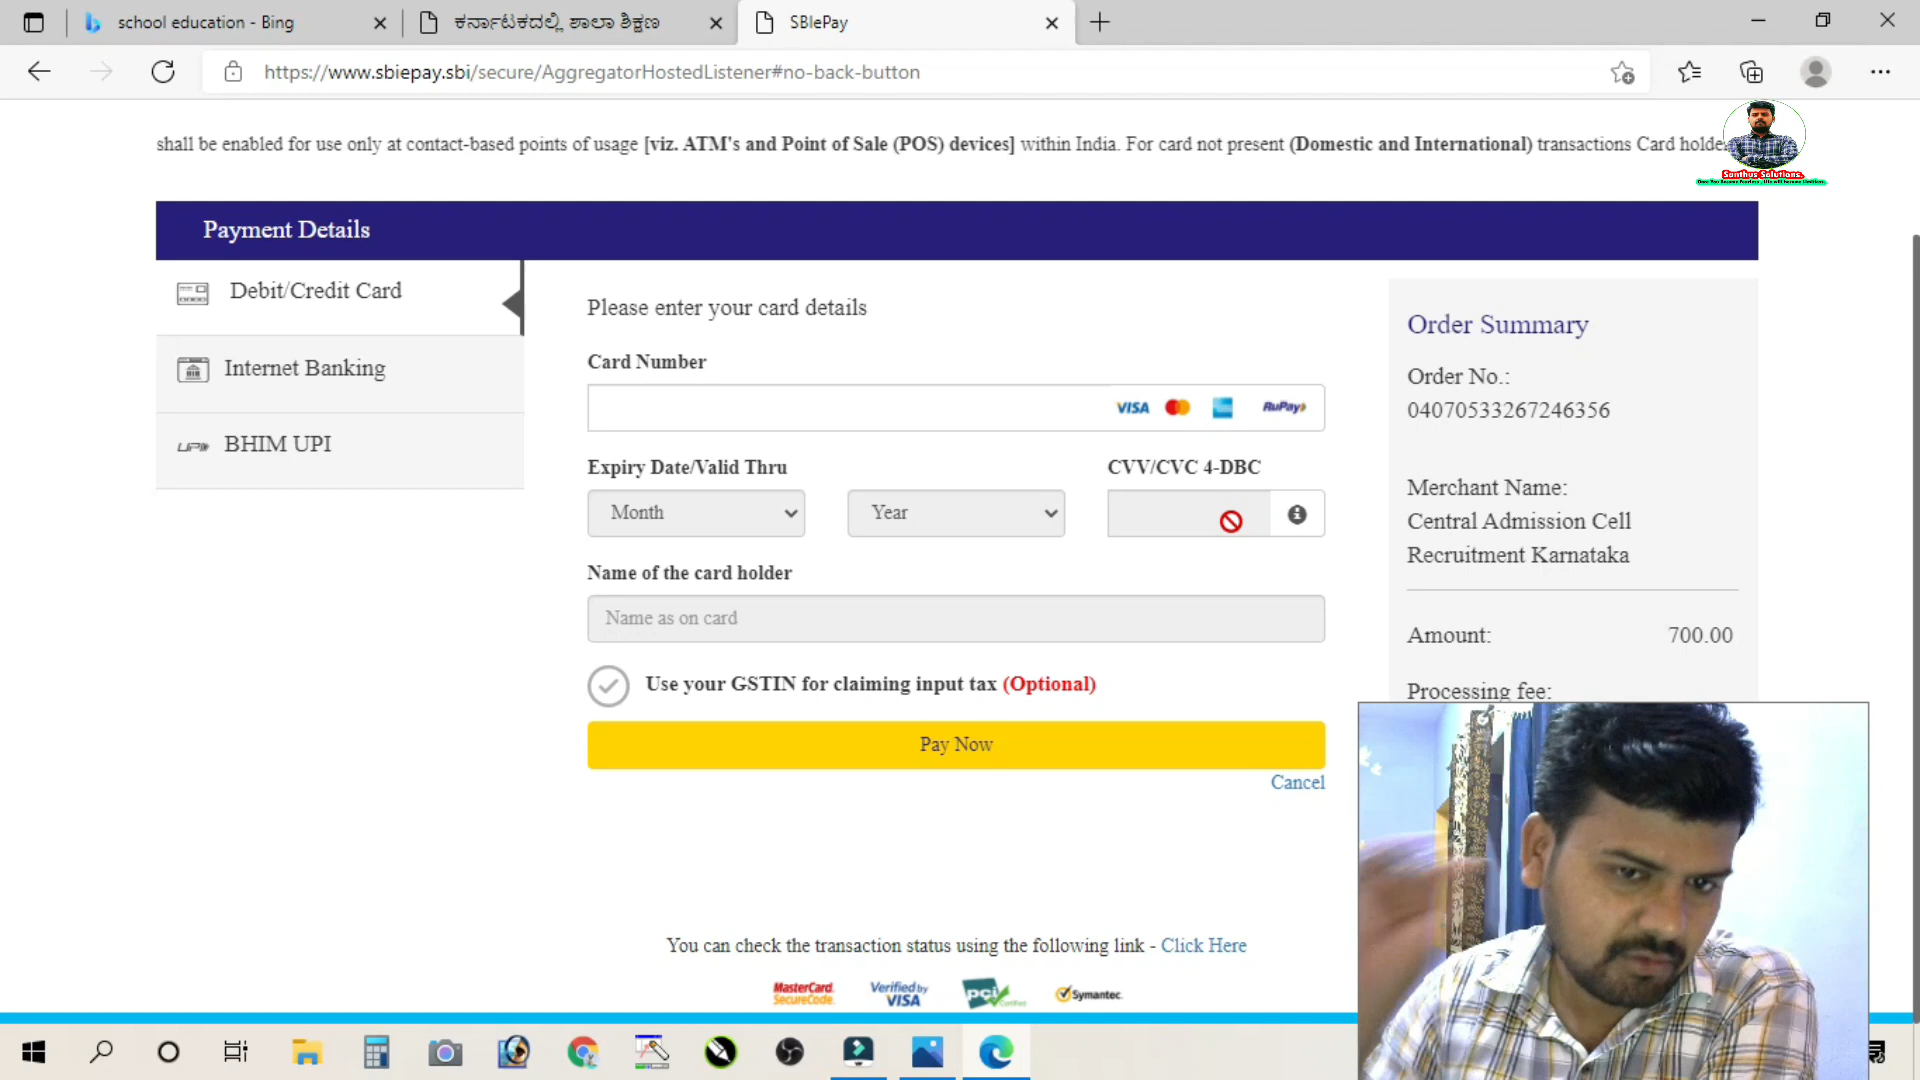 school education - Bing
ಕರ್ನಾಟಕದಲ್ಲಿ ಶಾಲಾ ಶಿಕ್ಷಣ
SBIePay
https://www.sbiepay.sbi/secure/AggregatorHostedListener#no-back-button
shall be enabled for use only at contact-based points of usage [viz. ATM's and Point of Sale (POS) devices] within India. For card not present (Domestic and International) transactions Card holde
Santhus Solutions.
Payment Details
Debit/Credit Card
Internet Banking
BHIM UPI
Please enter your card details
Card Number
VISA RuPay
Expiry Date/Valid Thru
CVV/CVC 4-DBC
Month
Year
Name of the card holder
Name as on card
Use your GSTIN for claiming input tax (Optional)
Pay Now
Cancel
Order Summary
Order No.:
04070533267246356
Merchant Name:
Central Admission Cell
Recruitment Karnataka
Amount: 700.00
Processing fee:
You can check the transaction status using the following link - Click Here
MasterCard. SecureCode.
Verified by VISA
pci
Symantec.